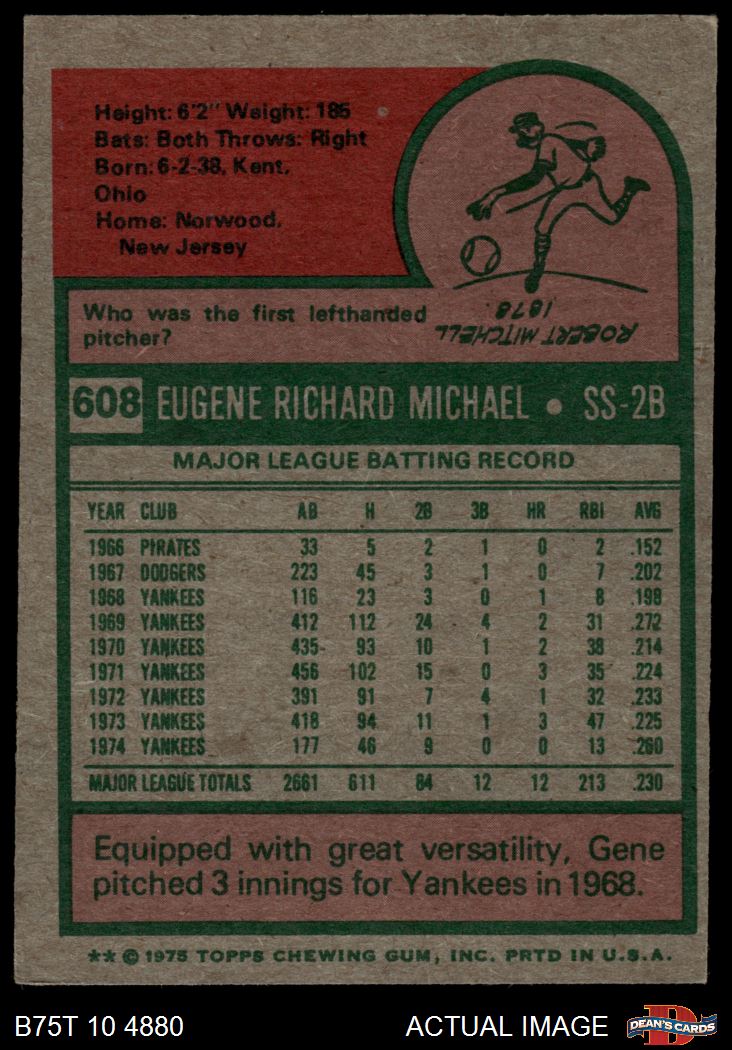 Height: 6'2" Weight: 185
Bats: Both Throws: Right
Born: 6-2-38, Kent,
Ohio
Home: Norwood,
New Jersey
Who was the first lefthanded
pitcher?
ROBERT MITCHELL
1878.
608 EUGENE RICHARD MICHAEL • SS-2B
MAJOR LEAGUE BATTING RECORD
YEAR CLUB AB H 2B 3B HR RBI AVG
1966 PIRATES 33 5 2 1 0 2 .152
1967 DODGERS 223 45 3 1 0 7 .202
1968 YANKEES 116 23 3 0 1 8 .198
1969 YANKEES 412 112 24 4 2 31 .272
1970 YANKEES 435 93 10 1 2 38 .214
1971 YANKEES 456 102 15 0 3 35 .224
1972 YANKEES 391 91 7 4 1 32 .233
1973 YANKEES 418 94 11 1 3 47 .225
1974 YANKEES 177 46 9 0 0 13 .260
MAJOR LEAGUE TOTALS 2661 611 84 12 12 213 .230
Equipped with great versatility, Gene
pitched 3 innings for Yankees in 1968.
** © 1975 TOPPS CHEWING GUM, INC. PRTD IN U.S.A.
B75T 10 4880 ACTUAL IMAGE DEAN'S CARDS